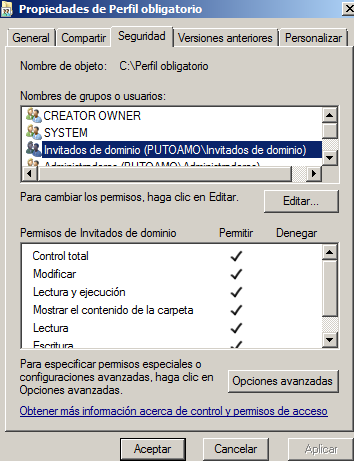 Propiedades de Perfil obligatorio
General
Compartir
Seguridad
Versiones anteriores
Personalizar
Nombre de objeto: C:\Perfil obligatorio
Nombres de grupos o usuarios:
CREATOR OWNER
SYSTEM
Invitados de dominio (PUTOAMO\Invitados de dominio)
Administradores (PUTOAMO\Administradores)
Para cambiar los permisos, haga clic en Editar.
Editar...
Permisos de Invitados de dominio
Permitir
Denegar
Control total
Modificar
Lectura y ejecución
Mostrar el contenido de la carpeta
Lectura
Escritura
Para especificar permisos especiales o
configuraciones avanzadas, haga clic en
Opciones avanzadas.
Opciones avanzadas
Obtener más información acerca de control y permisos de acceso
Aceptar
Cancelar
Aplicar